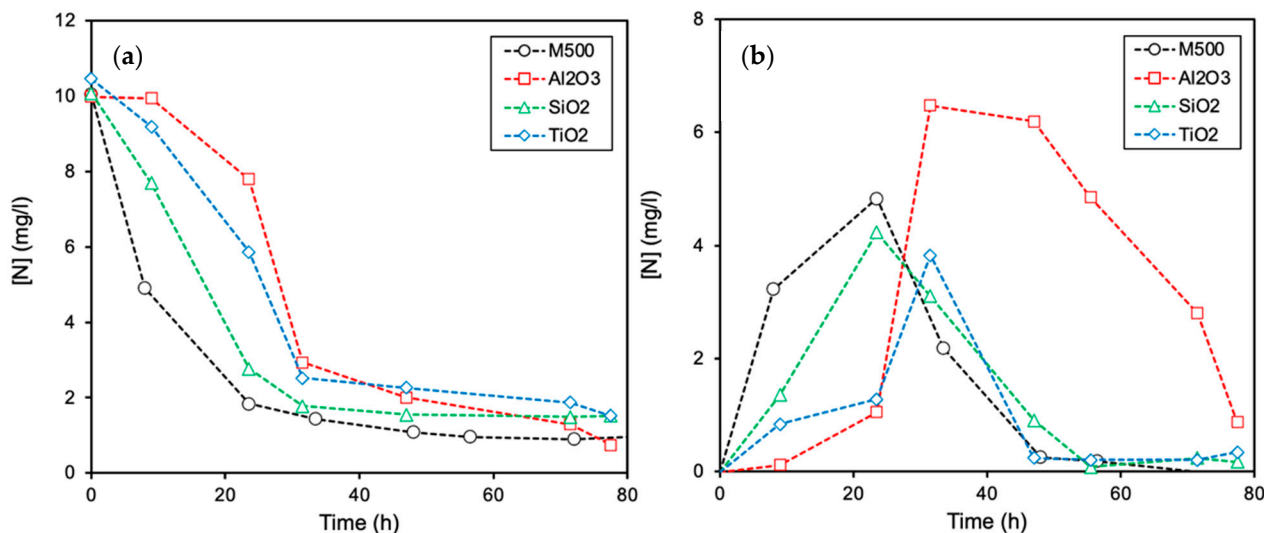 (a)
M500
Al2O3
SiO2
TiO2
[N] (mg/l)
12
10
8
6
4
2
0
0 20 40 60 80
Time (h)
(b)
M500
Al2O3
SiO2
TiO2
[N] (mg/l)
8
6
4
2
0
0 20 40 60 80
Time (h)